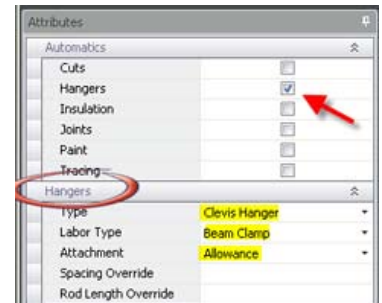 Attributes
Automatics
Cuts
Hangers
Insulation
Joints
Paint
Tracing
Hangers
Type Clevis Hanger
Labor Type Beam Clamp
Attachment Allowance
Spacing Override
Rod Length Override